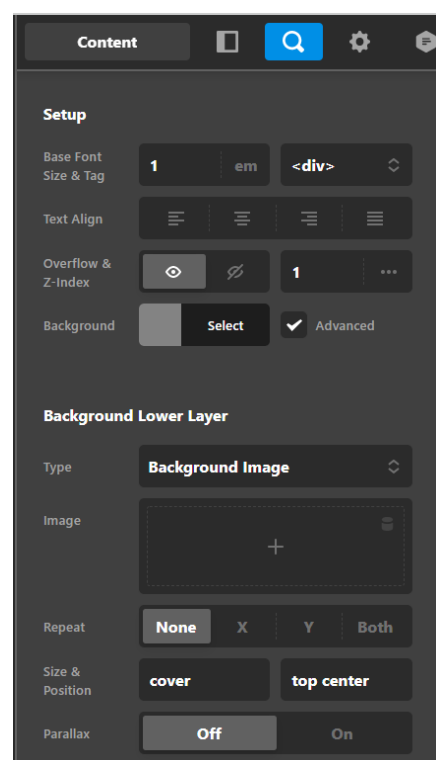 Content
Setup
Base Font
Size & Tag
1 em <div>
Text Align
Overflow &
Z-Index
1
Background Select Advanced
Background Lower Layer
Type Background Image
Image
Repeat None X Y Both
Size &
Position
cover top center
Parallax Off On